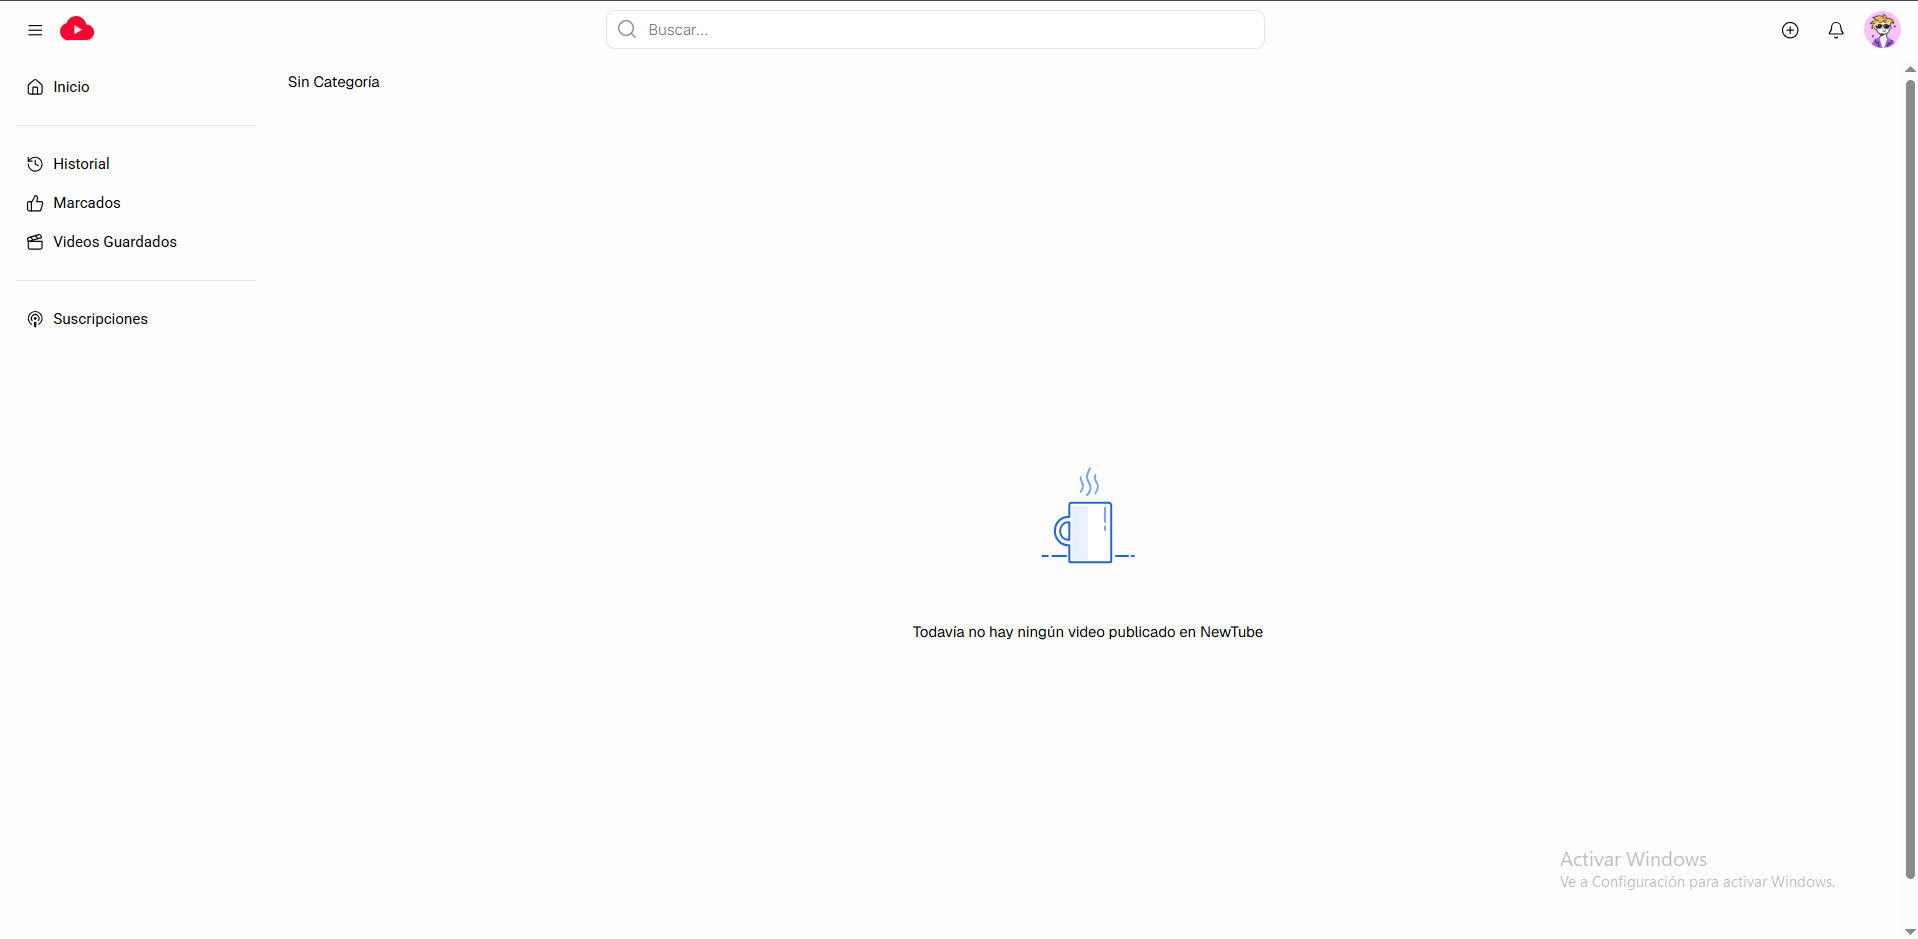 Buscar...
Inicio
Sin Categoría
Historial
Marcados
Videos Guardados
Suscripciones
Todavía no hay ningún video publicado en NewTube
Activar Windows
Ve a Configuración para activar Windows.